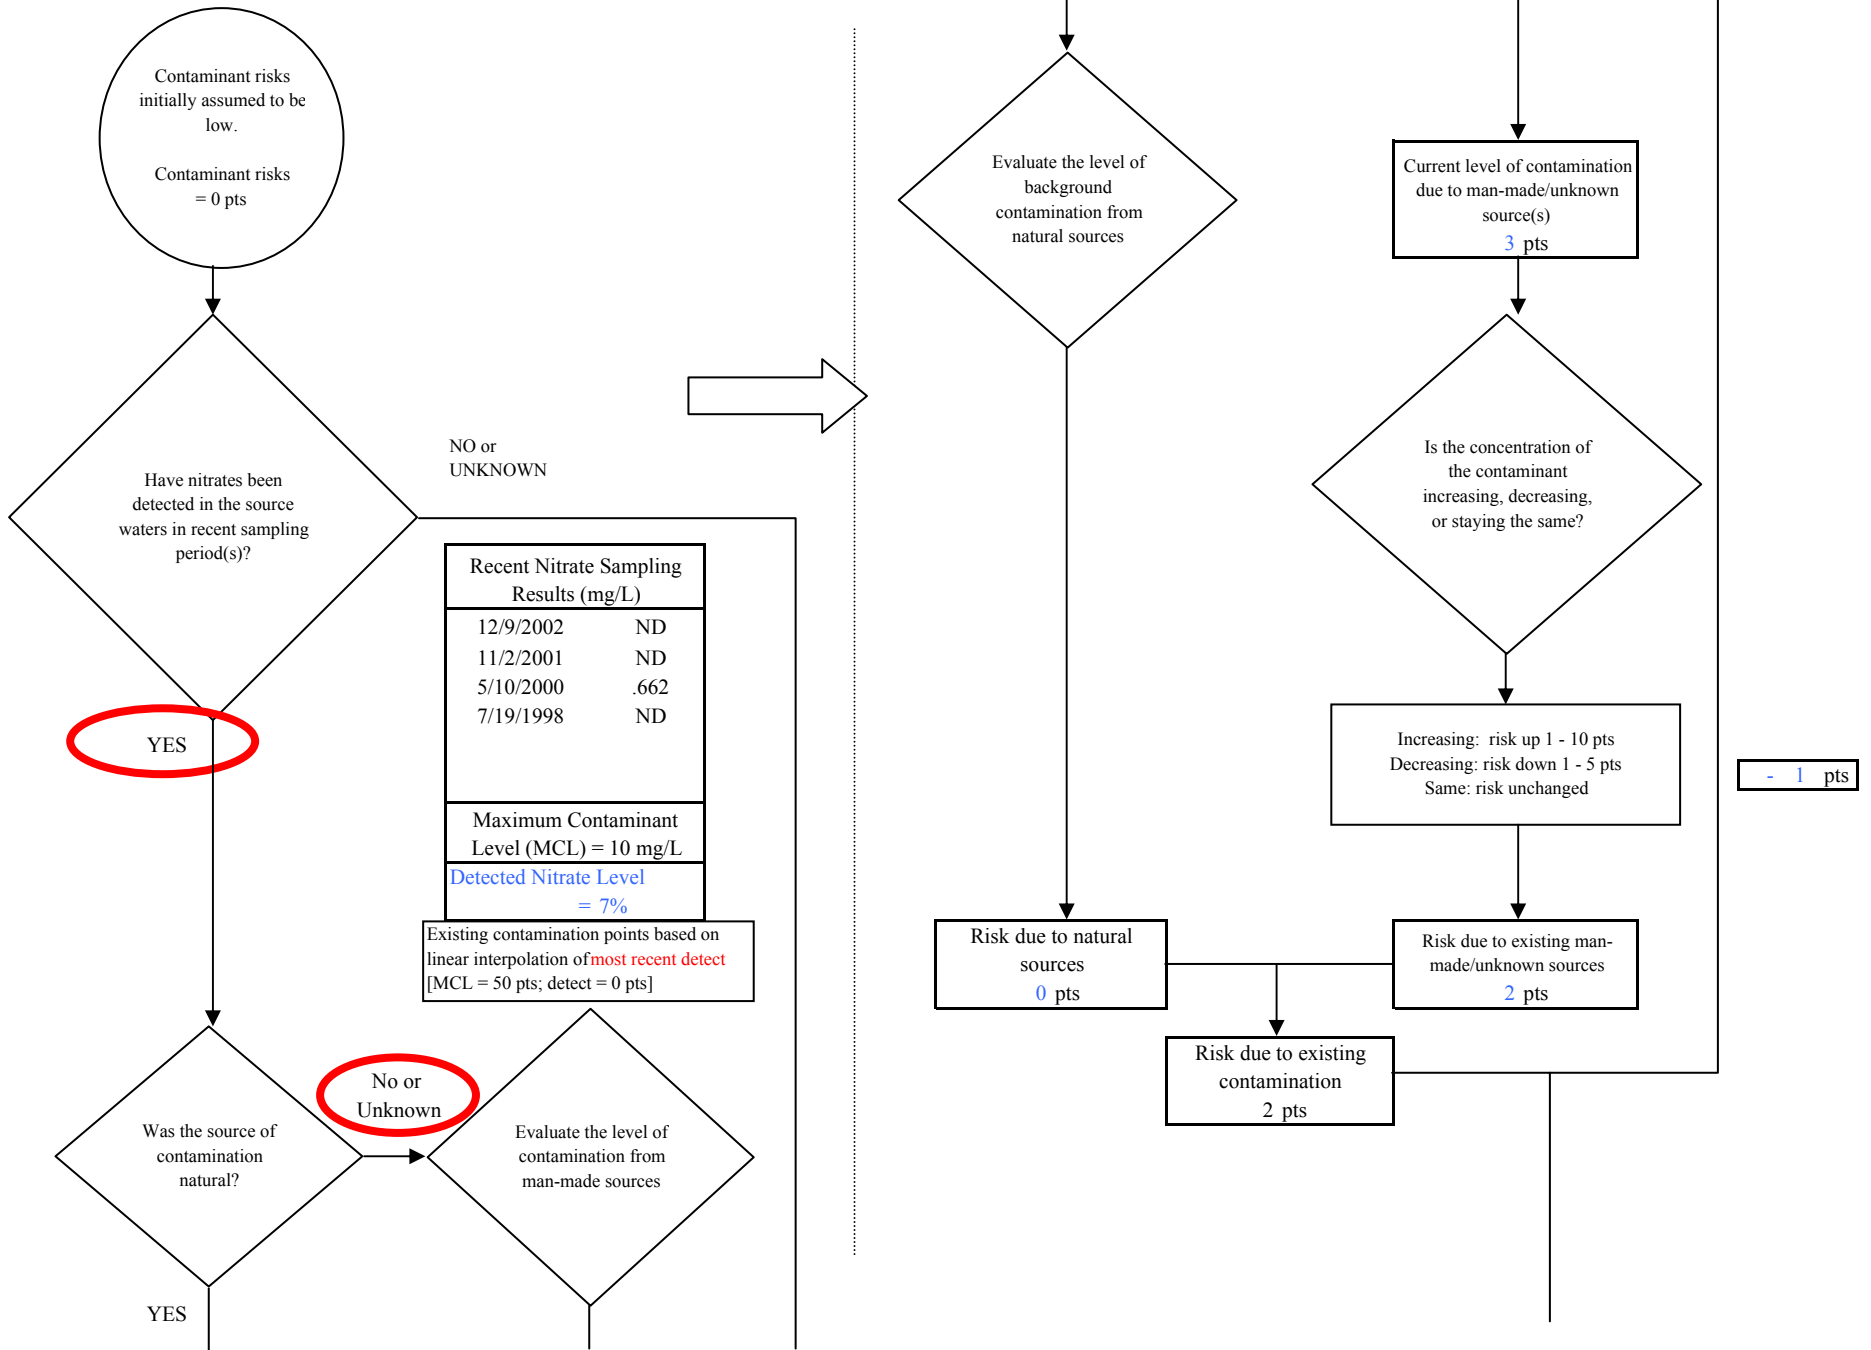 Contaminant risks
initially assumed to be
low.
Contaminant risks
= 0 pts
Have nitrates been
detected in the source
waters in recent sampling
period(s)?
NO or
UNKNOWN
YES
Recent Nitrate Sampling
Results (mg/L)
12/9/2002 ND
11/2/2001 ND
5/10/2000 .662
7/19/1998 ND
Maximum Contaminant
Level (MCL) = 10 mg/L
Detected Nitrate Level
= 7%
Existing contamination points based on
linear interpolation of most recent detect
[MCL = 50 pts; detect = 0 pts]
Was the source of
contamination
natural?
No or
Unknown
Evaluate the level of
contamination from
man-made sources
YES
Evaluate the level of
background
contamination from
natural sources
Current level of contamination
due to man-made/unknown
source(s)
3 pts
Is the concentration of
the contaminant
increasing, decreasing,
or staying the same?
Increasing: risk up 1 - 10 pts
Decreasing: risk down 1 - 5 pts
Same: risk unchanged
- 1 pts
Risk due to natural
sources
0 pts
Risk due to existing man-
made/unknown sources
2 pts
Risk due to existing
contamination
2 pts